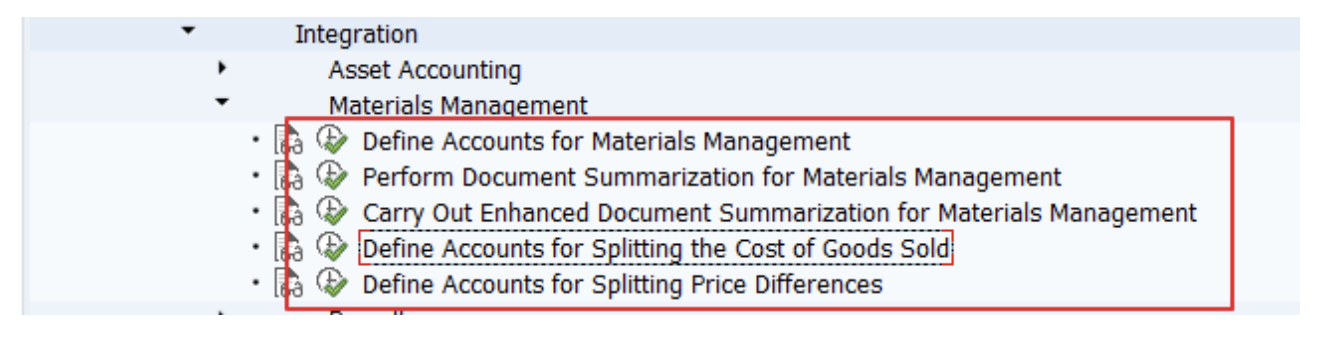 Integration
Asset Accounting
Materials Management
Define Accounts for Materials Management
Perform Document Summarization for Materials Management
Carry Out Enhanced Document Summarization for Materials Management
Define Accounts for Splitting the Cost of Goods Sold
Define Accounts for Splitting Price Differences